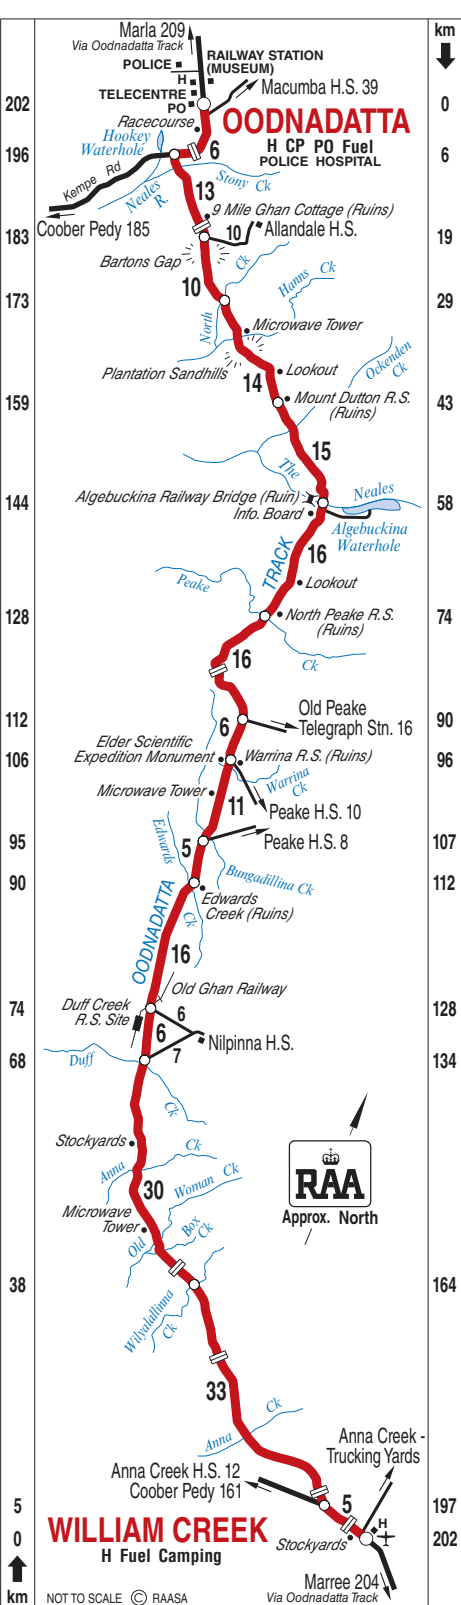 Marla 209
km
Via Oodnadatta Track
RAILWAY STATION
(MUSEUM)
POLICE
H
Macumba H.S. 39
TELECENTRE
PO
202
0
Racecourse
OODNADATTA
Hookey
Waterhole
H CP PO Fuel
POLICE HOSPITAL
196
6
6
Kempe Rd
13
Stony Ck
Neales
R.
9 Mile Ghan Cottage (Ruins)
Coober Pedy 185
10
Allandale H.S.
183
19
Bartons Gap
Ck
Hanns Ck
10
173
29
North
Microwave Tower
Ockenden
Ck
Plantation Sandhills
Lookout
14
Mount Dutton R.S.
(Ruins)
159
43
15
The
Neales
Algebuckina Railway Bridge (Ruin)
Info. Board
144
58
Algebuckina
Waterhole
16
TRACK
Peake
Lookout
128
North Peake R.S.
(Ruins)
74
16
Ck
Old Peake
Telegraph Stn. 16
112
6
90
Elder Scientific
Expedition Monument
Warrina R.S. (Ruins)
106
96
Warrina
Ck
Microwave Tower
11
Peake H.S. 10
Edwards
95
Peake H.S. 8
107
5
Bungadillina Ck
90
112
Edwards
Creek (Ruins)
Ck
OODNADATTA
16
Old Ghan Railway
Duff Creek
R.S. Site
74
6
128
6
Nilpinna H.S.
7
68
Duff
134
Ck
Stockyards
Ck
Anna
RAA
Woman Ck
30
Microwave
Tower
Box
Ck
Approx. North
Old
38
164
Wilyalallinna
Ck
33
Ck
Anna
Anna Creek -
Trucking Yards
Anna Creek H.S. 12
Coober Pedy 161
5
5
197
WILLIAM CREEK
H
0
202
Stockyards
H Fuel Camping
Marree 204
Via Oodnadatta Track
km
NOT TO SCALE © RAASA